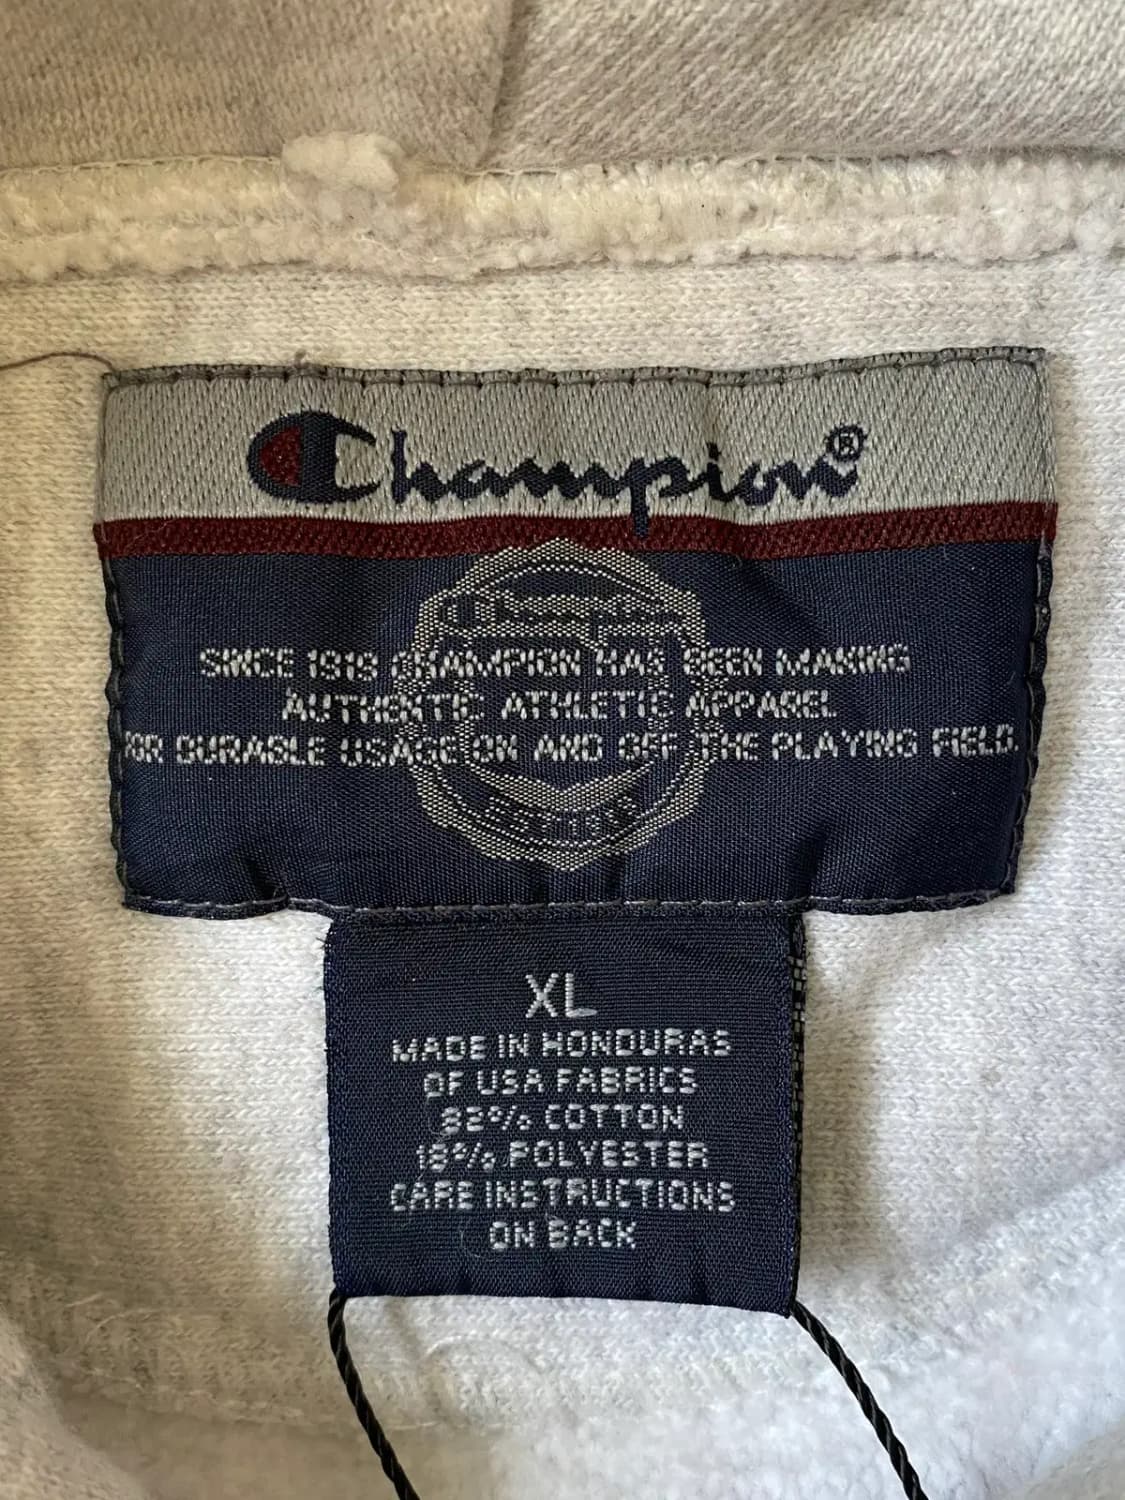 Champion®
Champion
SINCE 1919 CHAMPION HAS BEEN MAKING
AUTHENTIC ATHLETIC APPAREL
FOR DURABLE USAGE ON AND OFF THE PLAYING FIELD.
XL
MADE IN HONDURAS
OF USA FABRICS
82% COTTON
18% POLYESTER
CARE INSTRUCTIONS
ON BACK